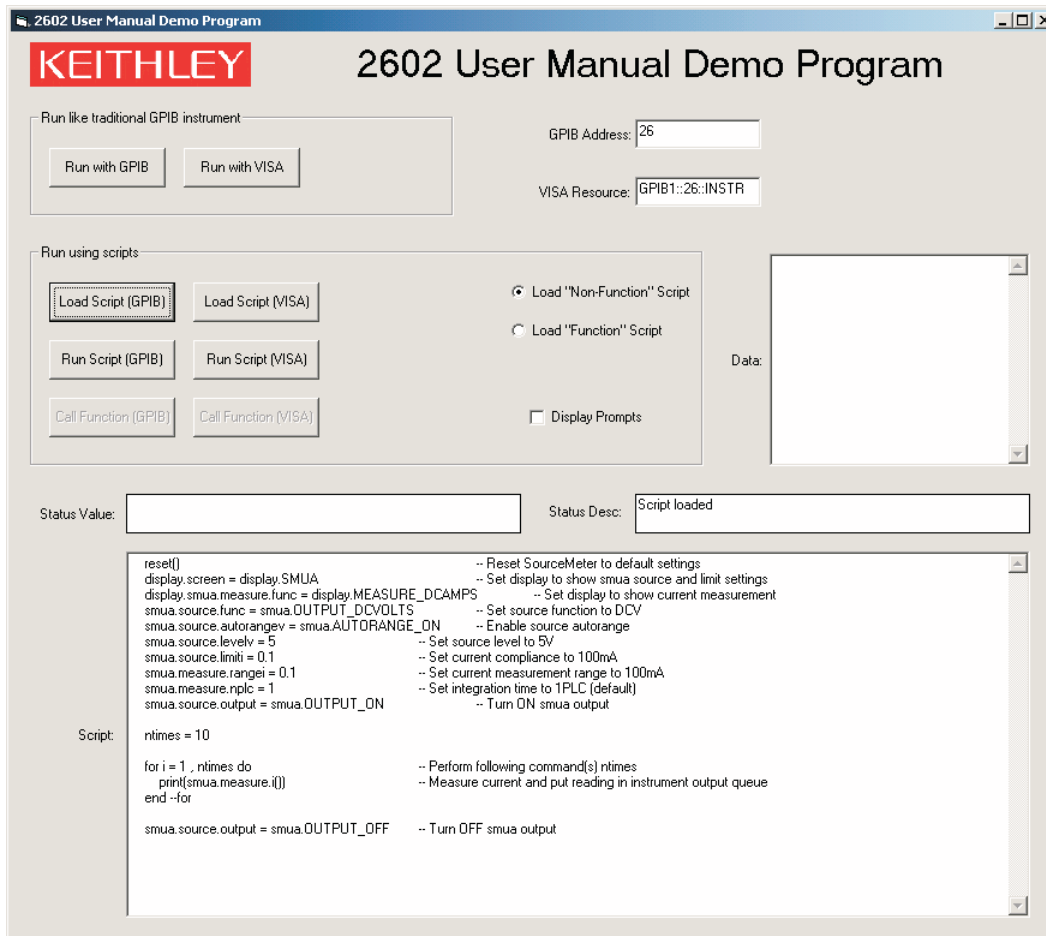 2602 User Manual Demo Program
KEITHLEY
2602 User Manual Demo Program
Run like traditional GPIB instrument
Run with GPIB
Run with VISA
GPIB Address:
26
VISA Resource:
GPIB1::26::INSTR
Run using scripts
Load Script (GPIB)
Load Script (VISA)
Load "Non-Function" Script
Load "Function" Script
Run Script (GPIB)
Run Script (VISA)
Data:
Call Function (GPIB)
Call Function (VISA)
Display Prompts
Status Value:
Status Desc:
Script loaded
Script:
reset() -- Reset SourceMeter to default settings
display.screen = display.SMUA -- Set display to show smua source and limit settings
display.smua.measure.func = display.MEASURE_DCAMPS -- Set display to show current measurement
smua.source.func = smua.OUTPUT_DCVOLTS -- Set source function to DCV
smua.source.autorangev = smua.AUTORANGE_ON -- Enable source autorange
smua.source.levelv = 5 -- Set source level to 5V
smua.source.limiti = 0.1 -- Set current compliance to 100mA
smua.measure.rangei = 0.1 -- Set current measurement range to 100mA
smua.measure.nplc = 1 -- Set integration time to 1PLC (default)
smua.source.output = smua.OUTPUT_ON -- Turn ON smua output
ntimes = 10
for i = 1 , ntimes do -- Perform following command(s) ntimes
print(smua.measure.i()) -- Measure current and put reading in instrument output queue
end --for
smua.source.output = smua.OUTPUT_OFF -- Turn OFF smua output